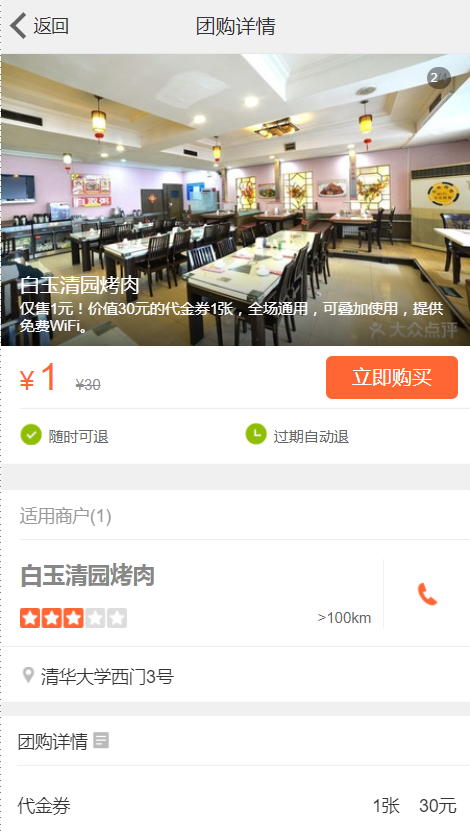 返回
团购详情
2
自取粥
白玉清园烤肉
仅售1元！价值30元的代金券1张，全场通用，可叠加使用，提供
免费WiFi。
大众点评
¥1 ¥30 立即购买
随时可退 过期自动退
适用商户(1)
白玉清园烤肉
>100km
清华大学西门3号
团购详情
代金券 1张 30元